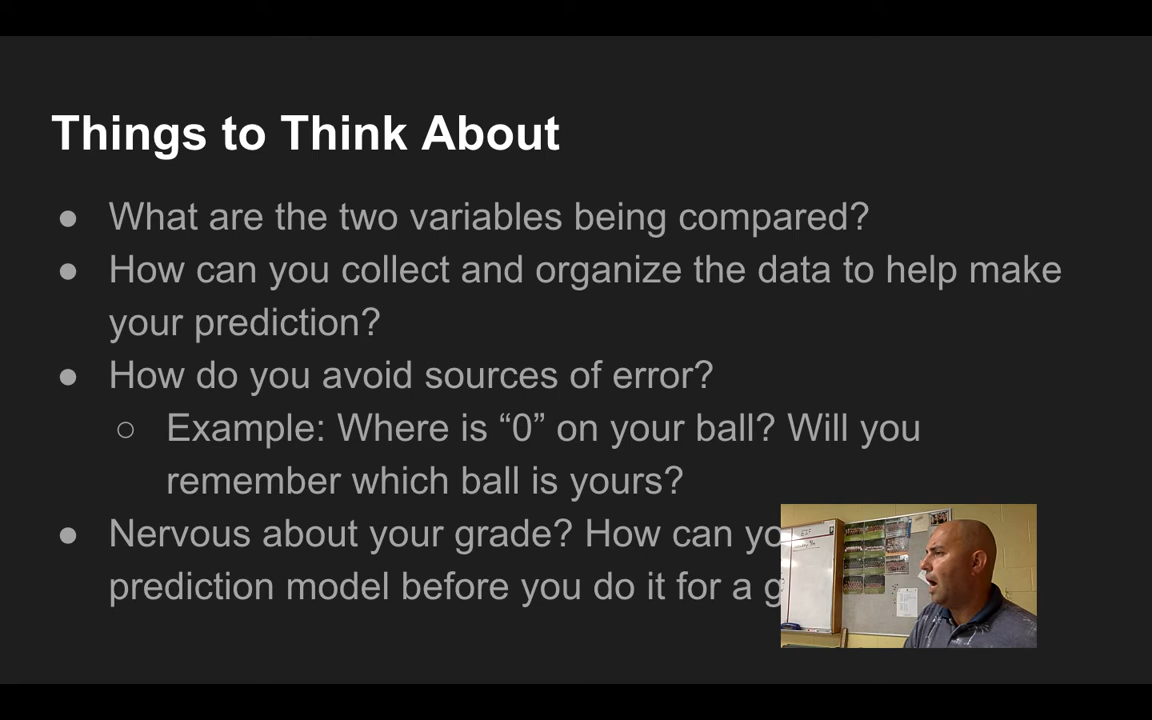 Things to Think About
● What are the two variables being compared?
● How can you collect and organize the data to help make
your prediction?
● How do you avoid sources of error?
○ Example: Where is “0” on your ball? Will you
remember which ball is yours?
● Nervous about your grade? How can
prediction model before you do it for a